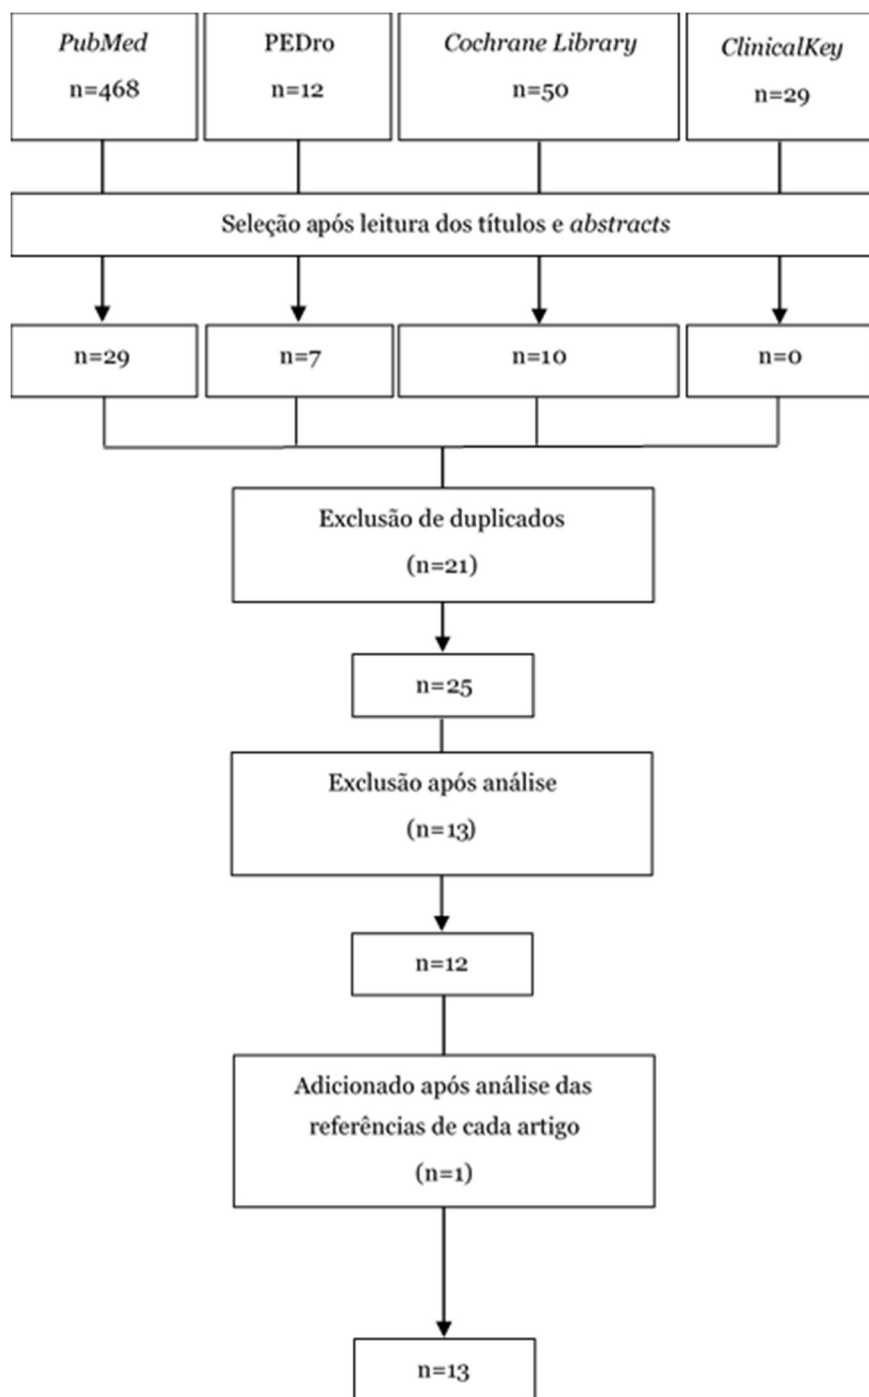 PubMed
n=468
PEDro
n=12
Cochrane Library
n=50
ClinicalKey
n=29
Seleção após leitura dos títulos e abstracts
n=29
n=7
n=10
n=0
Exclusão de duplicados
(n=21)
n=25
Exclusão após análise
(n=13)
n=12
Adicionado após análise das
referências de cada artigo
(n=1)
n=13